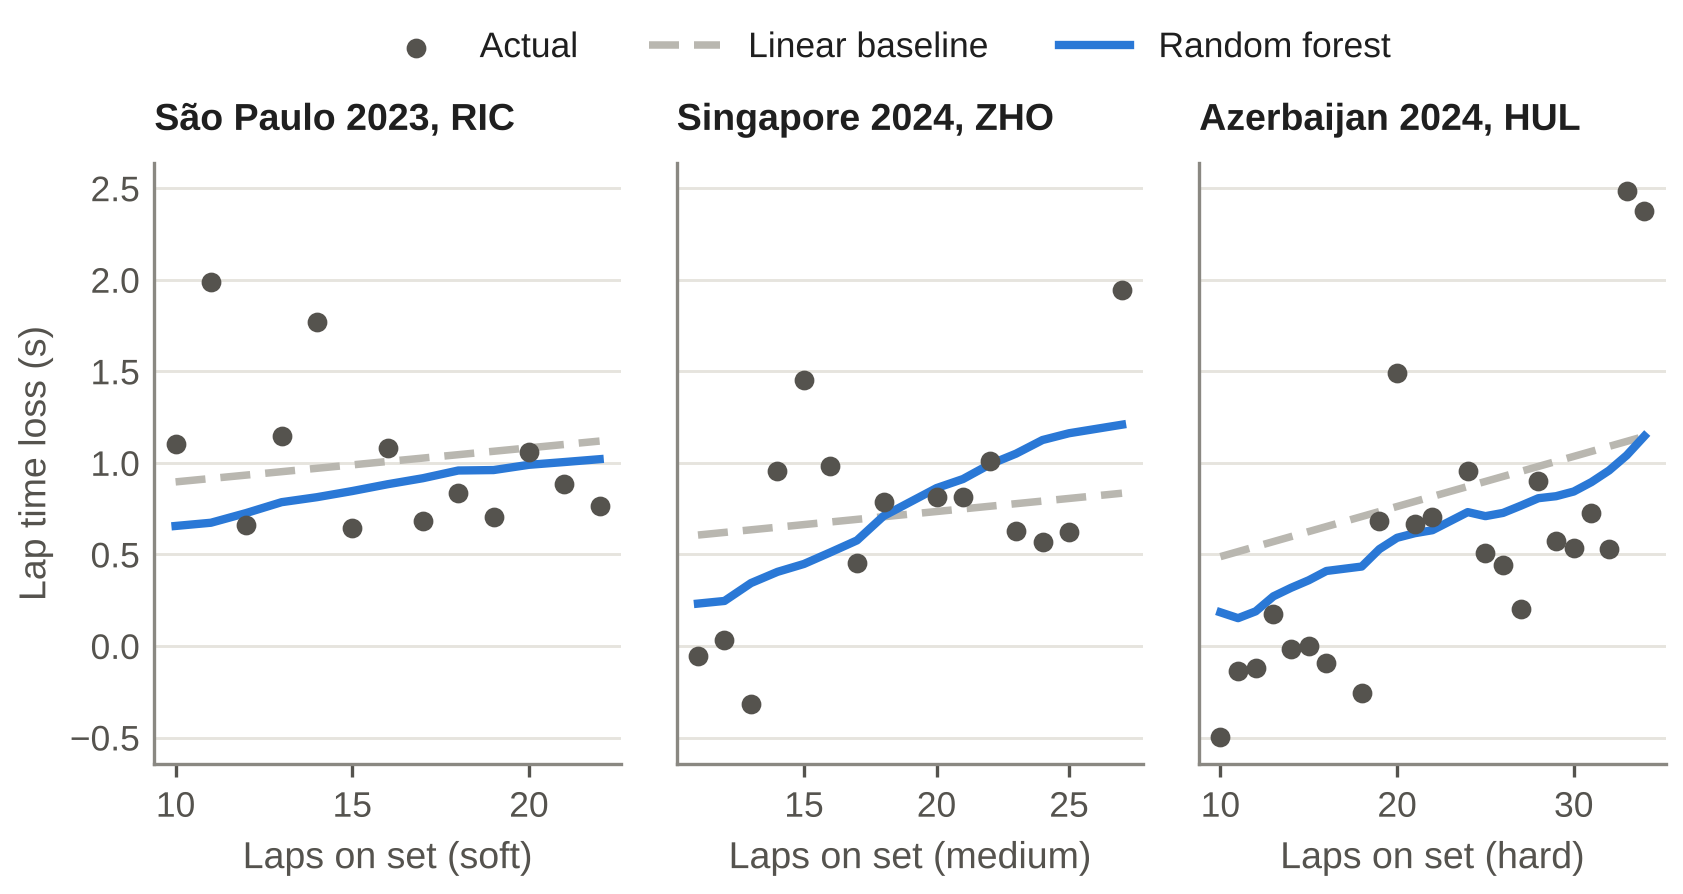 Actual Linear baseline Random forest
São Paulo 2023, RIC
Singapore 2024, ZHO
Azerbaijan 2024, HUL
Lap time loss (s)
2.5
2.0
1.5
1.0
0.5
0.0
−0.5
10 15 20
15 20 25
10 20 30
Laps on set (soft)
Laps on set (medium)
Laps on set (hard)